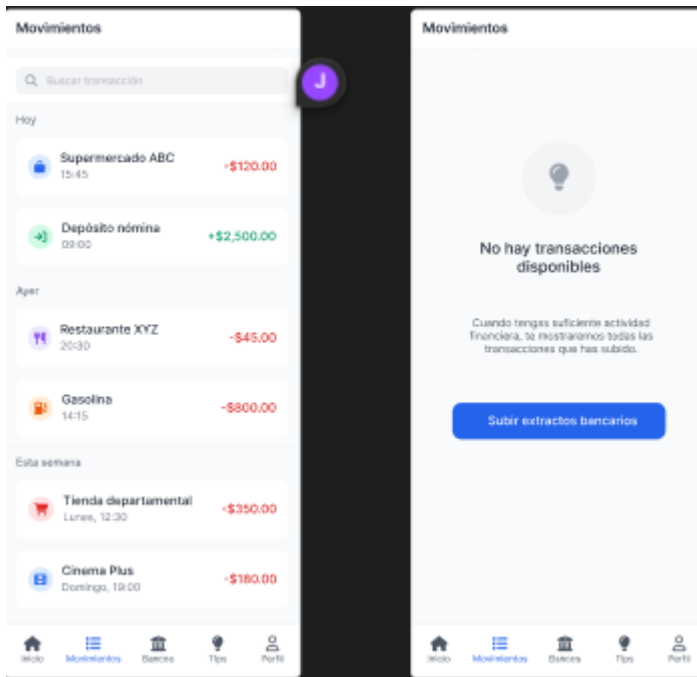 Movimientos
Buscar transacción
Hoy
Supermercado ABC
15:45
-$120.00
Depósito nómina
09:00
+$2,500.00
Ayer
Restaurante XYZ
20:30
-$45.00
Gasolina
14:15
-$800.00
Esta semana
Tienda departamental
Lunes, 12:30
-$350.00
Cinema Plus
Domingo, 19:00
-$180.00
Inicio Movimientos Bancos Tips Perfil
J
Movimientos
No hay transacciones
disponibles
Cuando tengas suficiente actividad
financiera, te mostraremos todas las
transacciones que has subido.
Subir extractos bancarios
Inicio Movimientos Bancos Tips Perfil